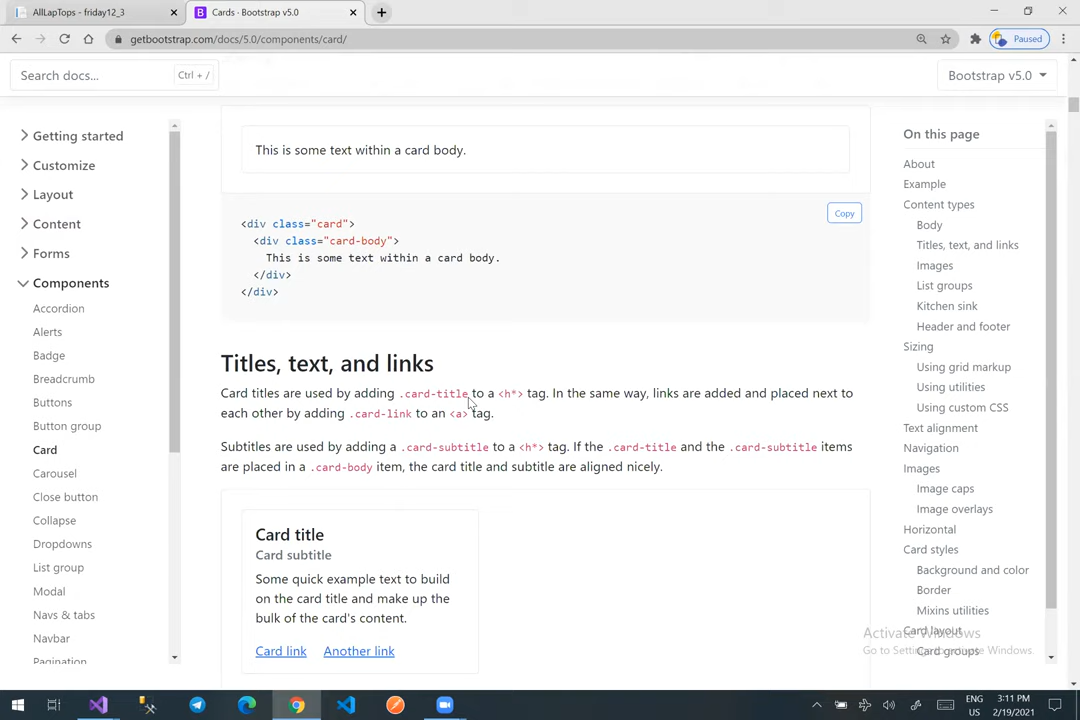 AllLapTops - friday12_3
Cards · Bootstrap v5.0
getbootstrap.com/docs/5.0/components/card/
Paused
Search docs...
Ctrl + /
Bootstrap v5.0
Getting started
Customize
Layout
Content
Forms
Components
Accordion
Alerts
Badge
Breadcrumb
Buttons
Button group
Card
Carousel
Close button
Collapse
Dropdowns
List group
Modal
Navs & tabs
Navbar
Pagination
This is some text within a card body.
Copy
<div class="card">
<div class="card-body">
This is some text within a card body.
</div>
</div>
Titles, text, and links
Card titles are used by adding .card-title to a <h*> tag. In the same way, links are added and placed next to
each other by adding .card-link to an <a> tag.
Subtitles are used by adding a .card-subtitle to a <h*> tag. If the .card-title and the .card-subtitle items
are placed in a .card-body item, the card title and subtitle are aligned nicely.
Card title
Card subtitle
Some quick example text to build
on the card title and make up the
bulk of the card's content.
Card link Another link
On this page
About
Example
Content types
Body
Titles, text, and links
Images
List groups
Kitchen sink
Header and footer
Sizing
Using grid markup
Using utilities
Using custom CSS
Text alignment
Navigation
Images
Image caps
Image overlays
Horizontal
Card styles
Background and color
Border
Mixins utilities
Card layout
Card groups
Activate Windows
Go to Settings to activate Windows.
ENG
US
3:11 PM
2/19/2021